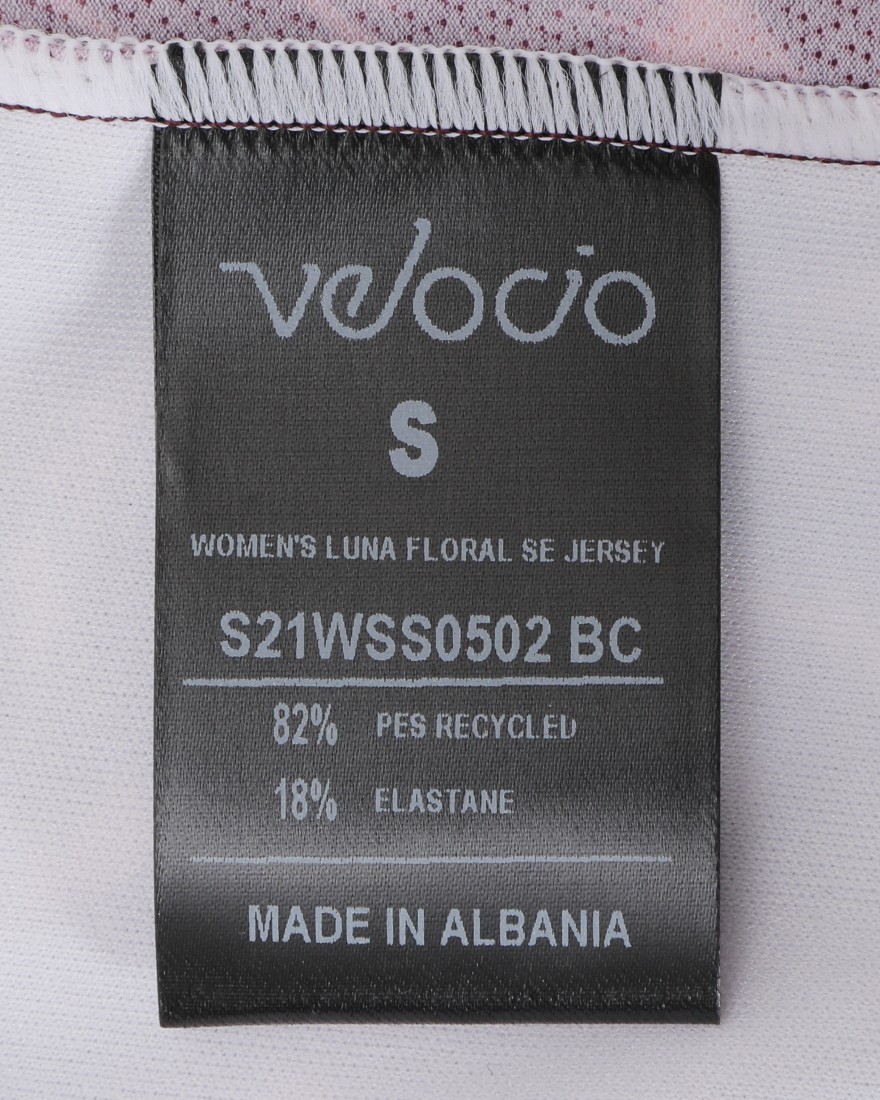 velocio
S
WOMEN'S LUNA FLORAL SE JERSEY
S21WSS0502 BC
82% PES RECYCLED
18% ELASTANE
MADE IN ALBANIA